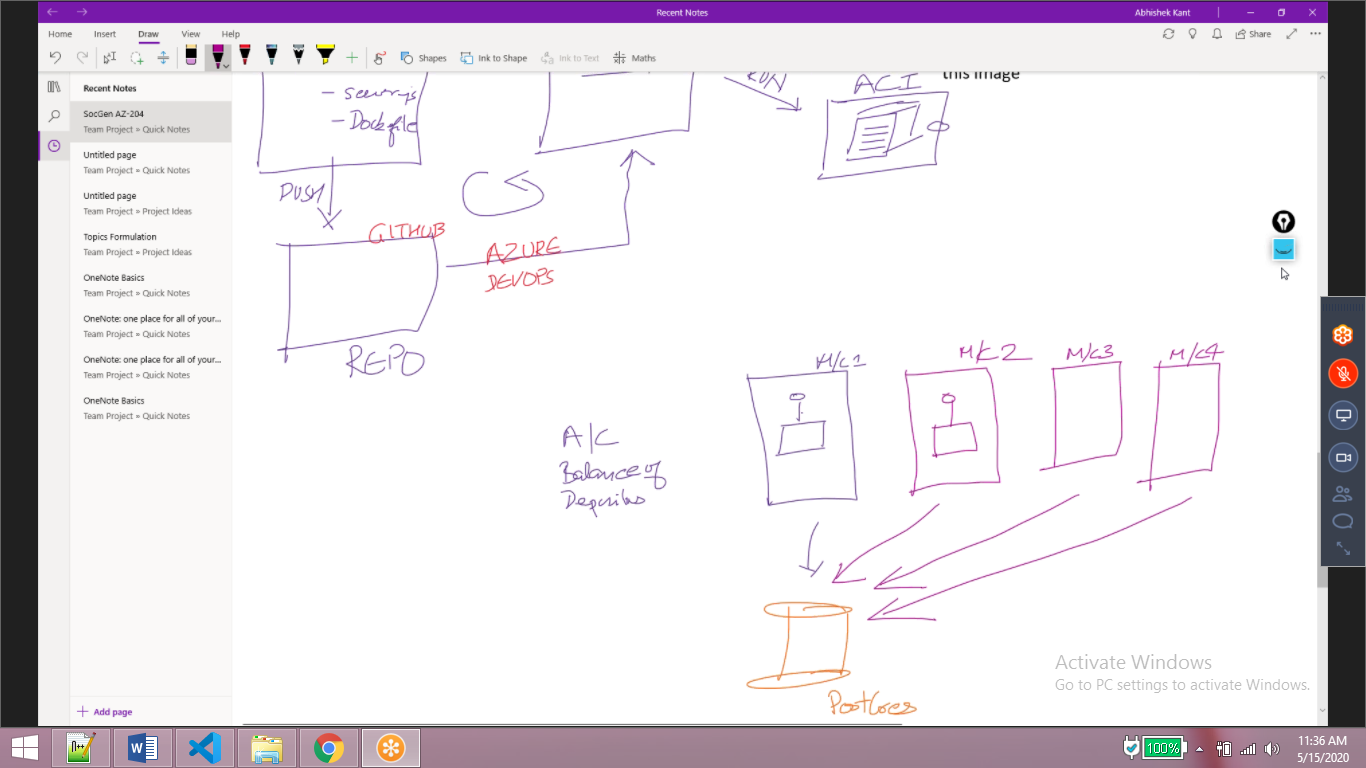 Recent Notes
Abhishek Kant
Home
Insert
Draw
View
Help
Share
Shapes
Ink to Shape
Ink to Text
Maths
Recent Notes
SocGen AZ-204
Team Project » Quick Notes
Untitled page
Team Project » Quick Notes
Untitled page
Team Project » Project Ideas
Topics Formulation
Team Project » Project Ideas
OneNote Basics
Team Project » Quick Notes
OneNote: one place for all of your...
Team Project » Quick Notes
OneNote: one place for all of your...
Team Project » Quick Notes
OneNote Basics
Team Project » Quick Notes
Add page
this image
RUN
ACI
- Dockfile
PUSH
GITHUB
AZURE
DEVOPS
REPO
M/C1
M/C2
M/C3
M/C4
A/C
Balance of
Activate Windows
Go to PC settings to activate Windows.
100%
11:36 AM
5/15/2020